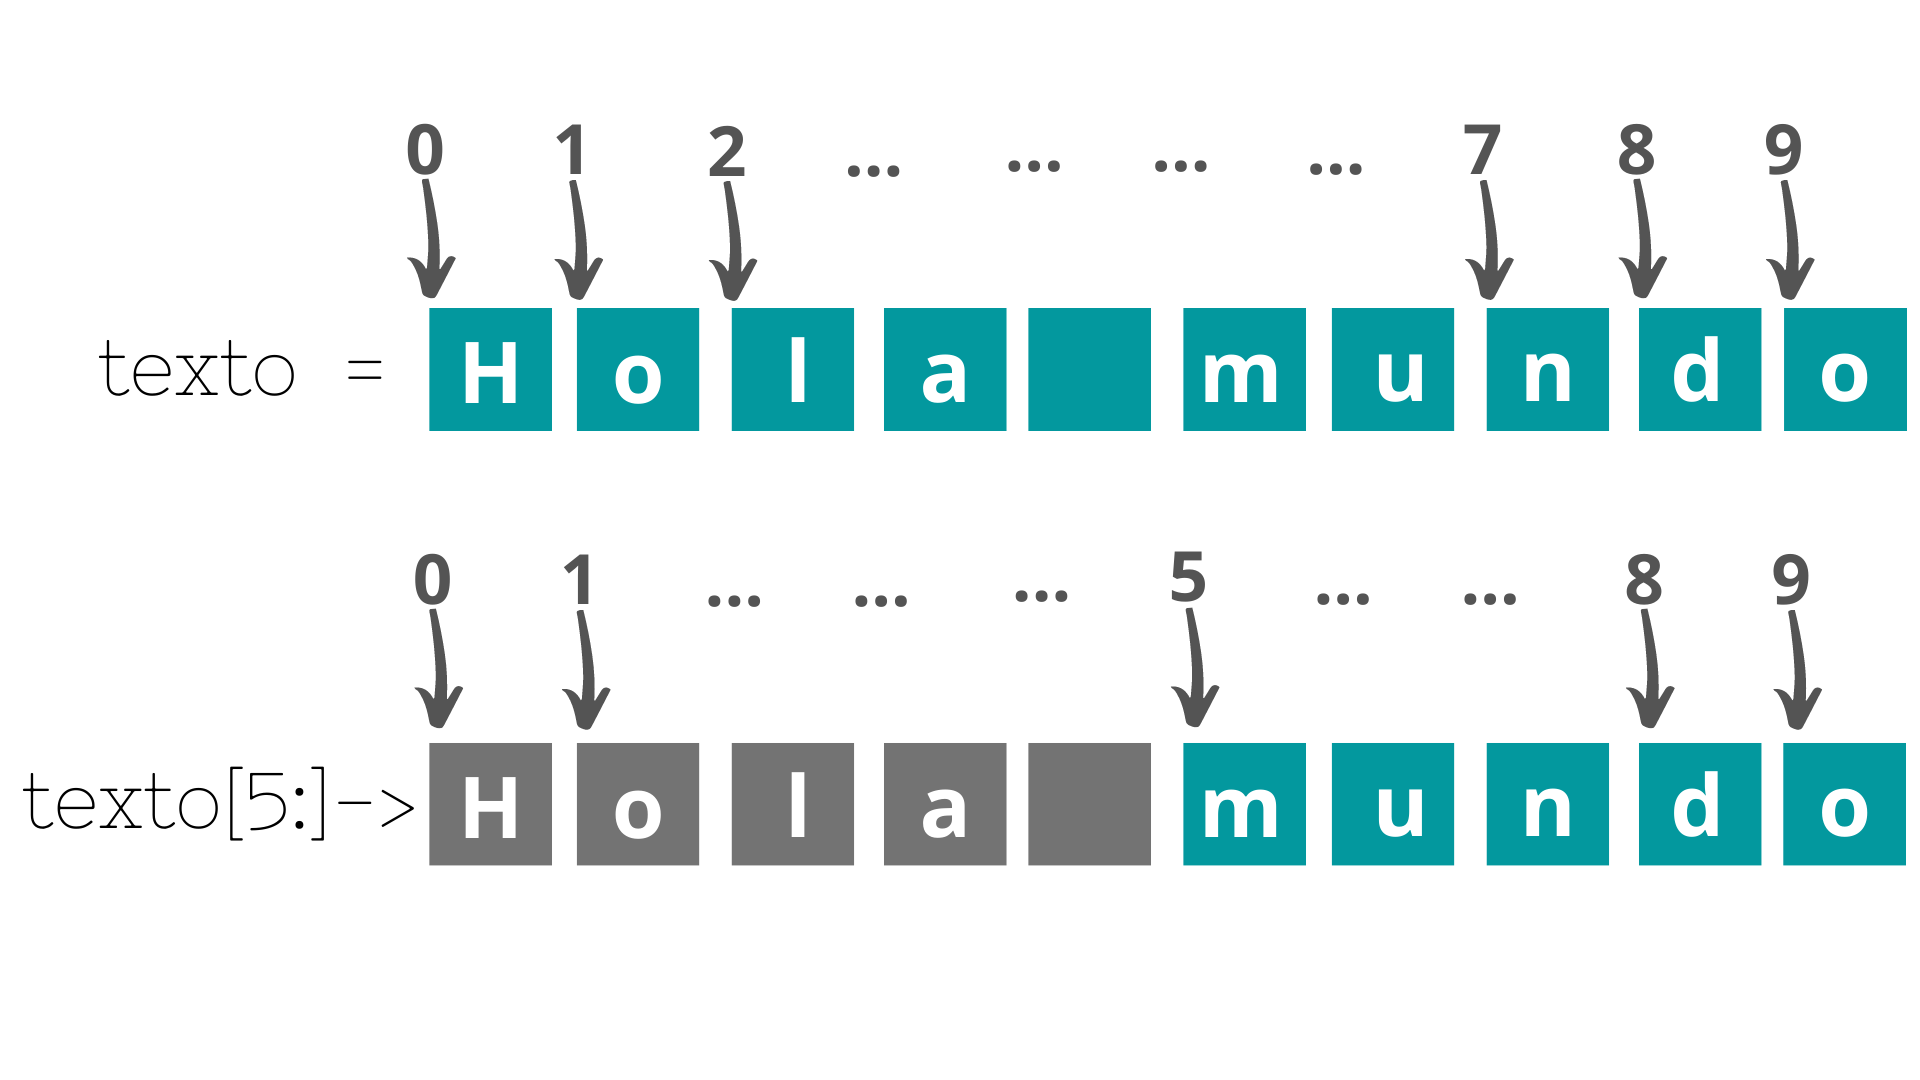 0 1 2 ... ... ... ... 7 8 9
texto = H o l a m u n d o
0 1 ... ... ... 5 ... ... 8 9
texto[5:]-> H o l a m u n d o